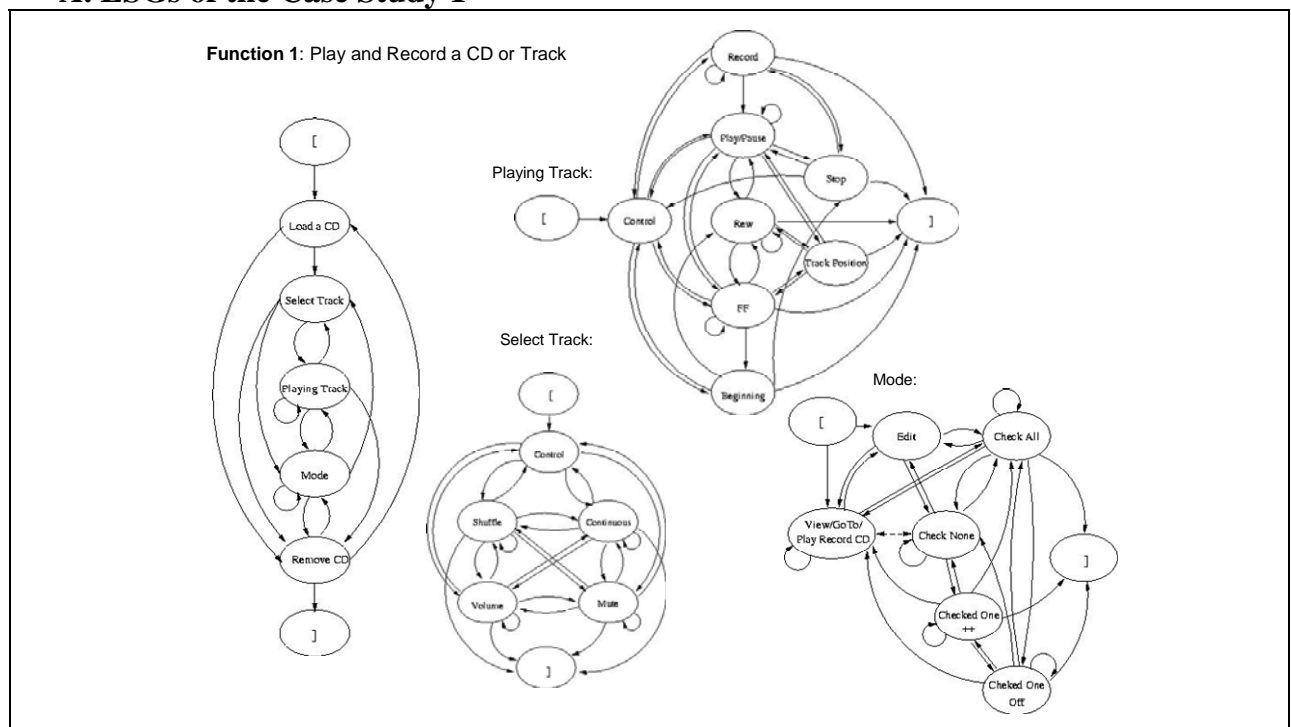 A. ESGs of the Case Study 1
Function 1: Play and Record a CD or Track
[
Load a CD
Select Track
Playing Track
Mode
Remove CD
]
Playing Track:
[
Control
Record
Play/Pause
Stop
Rew
Track Position
FF
Beginning
]
Select Track:
[
Control
Shuffle
Continuous
Volume
Mute
]
Mode:
[
Edit
Check All
View/GoTo/
Play Record CD
Check None
Checked One
++
Cheked One
Off
]